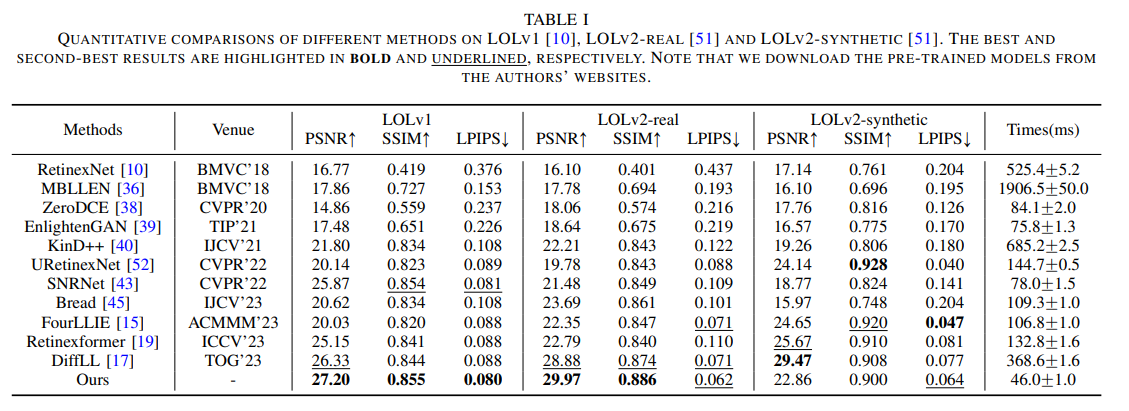 TABLE I
QUANTITATIVE COMPARISONS OF DIFFERENT METHODS ON LOLV1 [10], LOLV2-REAL [51] AND LOLV2-SYNTHETIC [51]. THE BEST AND
SECOND-BEST RESULTS ARE HIGHLIGHTED IN BOLD AND UNDERLINED, RESPECTIVELY. NOTE THAT WE DOWNLOAD THE PRE-TRAINED MODELS FROM
THE AUTHORS' WEBSITES.
Methods Venue LOLv1 LOLv2-real LOLv2-synthetic Times(ms)
PSNR↑ SSIM↑ LPIPS↓ PSNR↑ SSIM↑ LPIPS↓ PSNR↑ SSIM↑ LPIPS↓
RetinexNet [10] BMVC'18 16.77 0.419 0.376 16.10 0.401 0.437 17.14 0.761 0.204 525.4±5.2
MBLLEN [36] BMVC'18 17.86 0.727 0.153 17.78 0.694 0.193 16.10 0.696 0.195 1906.5±50.0
ZeroDCE [38] CVPR'20 14.86 0.559 0.237 18.06 0.574 0.216 17.76 0.816 0.126 84.1±2.0
EnlightenGAN [39] TIP'21 17.48 0.651 0.226 18.64 0.675 0.219 16.57 0.775 0.170 75.8±1.3
KinD++ [40] IJCV'21 21.80 0.834 0.108 22.21 0.843 0.122 19.26 0.806 0.180 685.2±2.5
URetinexNet [52] CVPR'22 20.14 0.823 0.089 19.78 0.843 0.088 24.14 0.928 0.040 144.7±0.5
SNRNet [43] CVPR'22 25.87 0.854 0.081 21.48 0.849 0.109 18.77 0.824 0.141 78.0±1.5
Bread [45] IJCV'23 20.62 0.834 0.108 23.69 0.861 0.101 15.97 0.748 0.204 109.3±1.0
FourLLIE [15] ACMMM'23 20.03 0.820 0.088 22.35 0.847 0.071 24.65 0.920 0.047 106.8±1.0
Retinexformer [19] ICCV'23 25.15 0.841 0.088 22.79 0.840 0.110 25.67 0.910 0.081 132.8±1.6
DiffLL [17] TOG'23 26.33 0.844 0.088 28.88 0.874 0.071 29.47 0.908 0.077 368.6±1.6
Ours - 27.20 0.855 0.080 29.97 0.886 0.062 22.86 0.900 0.064 46.0±1.0